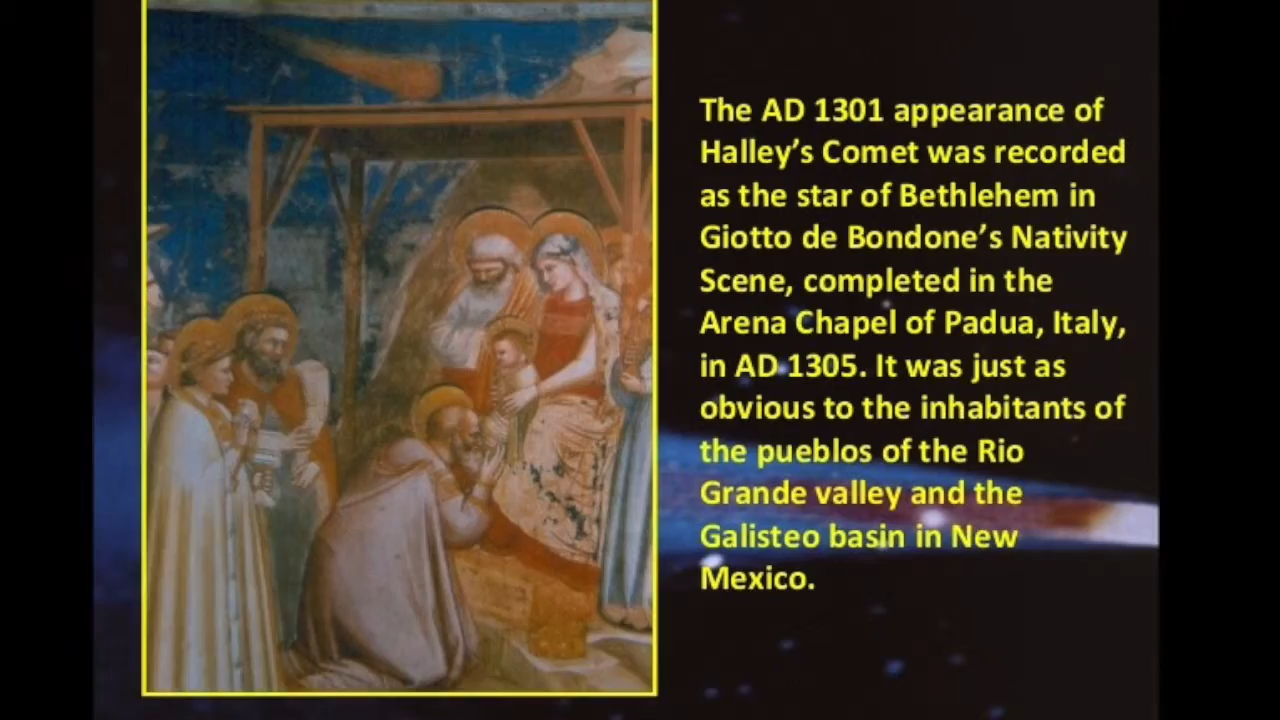 The AD 1301 appearance of
Halley’s Comet was recorded
as the star of Bethlehem in
Giotto de Bondone’s Nativity
Scene, completed in the
Arena Chapel of Padua, Italy,
in AD 1305. It was just as
obvious to the inhabitants of
the pueblos of the Rio
Grande valley and the
Galisteo basin in New
Mexico.